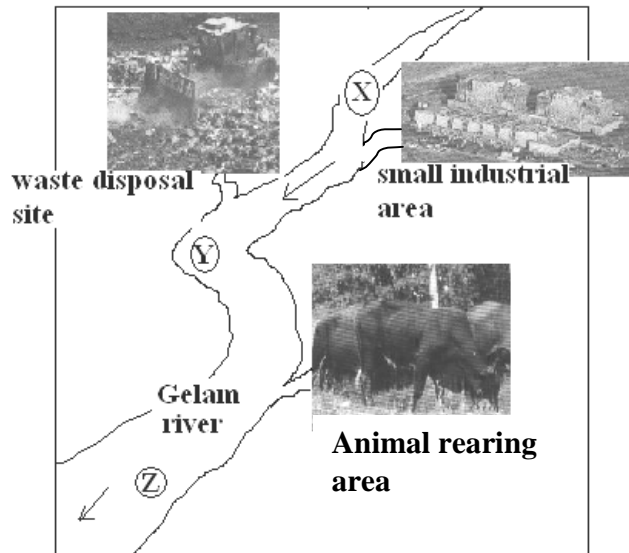 X
waste disposal
site
small industrial
area
Y
Gelam
river
Animal rearing
area
Z